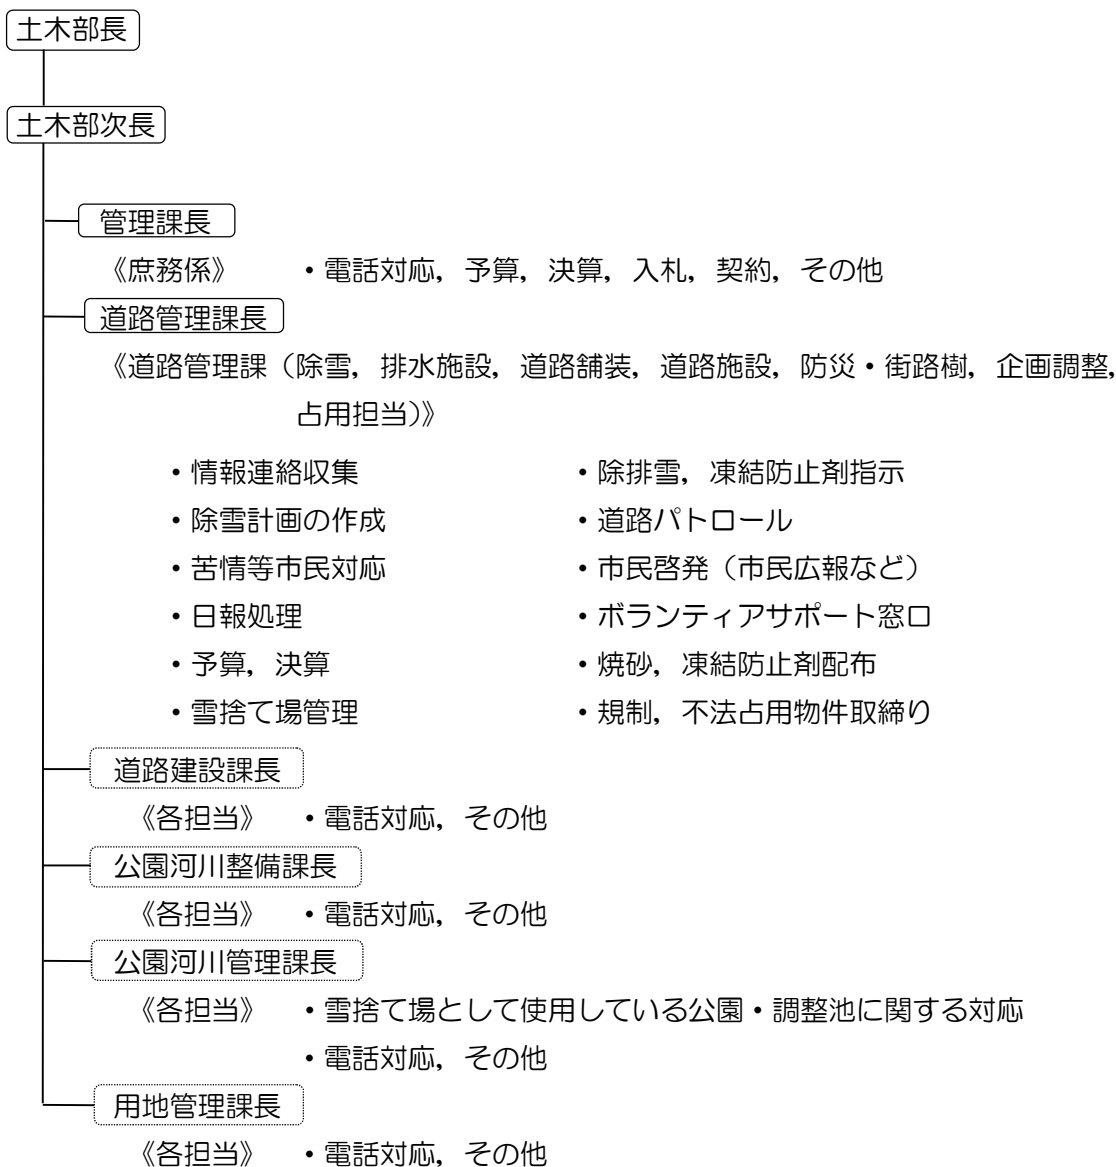 土木部長
土木部次長
管理課長
《庶務係》 ・電話対応，予算，決算，入札，契約，その他
道路管理課長
《道路管理課（除雪，排水施設，道路舗装，道路施設，防災・街路樹，企画調整，
占用担当）》
・情報連絡収集 ・除排雪，凍結防止剤指示
・除雪計画の作成 ・道路パトロール
・苦情等市民対応 ・市民啓発（市民広報など）
・日報処理 ・ボランティアサポート窓口
・予算，決算 ・焼砂，凍結防止剤配布
・雪捨て場管理 ・規制，不法占用物件取締り
道路建設課長
《各担当》 ・電話対応，その他
公園河川整備課長
《各担当》 ・電話対応，その他
公園河川管理課長
《各担当》 ・雪捨て場として使用している公園・調整池に関する対応
・電話対応，その他
用地管理課長
《各担当》 ・電話対応，その他